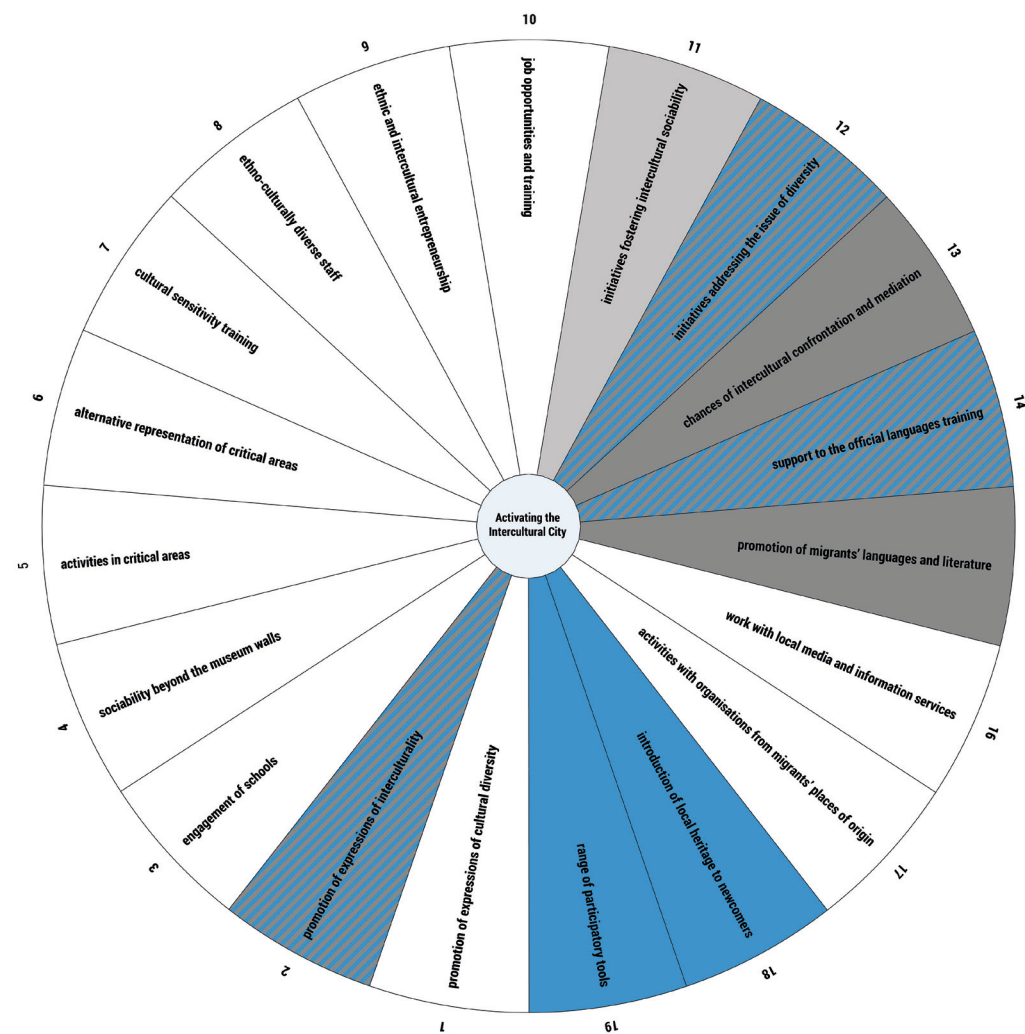 Activating the
Intercultural City
1
promotion of expressions of cultural diversity
2
promotion of expressions of interculturality
3
engagement of schools
4
sociability beyond the museum walls
5
activities in critical areas
6
alternative representation of critical areas
7
cultural sensitivity training
8
ethno-culturally diverse staff
9
ethnic and intercultural entrepreneurship
10
job opportunities and training
11
initiatives fostering intercultural sociability
12
initiatives addressing the issue of diversity
13
chances of intercultural confrontation and mediation
14
support to the official languages training
promotion of migrants’ languages and literature
16
work with local media and information services
17
activities with organisations from migrants’ places of origin
18
introduction of local heritage to newcomers
19
range of participatory tools